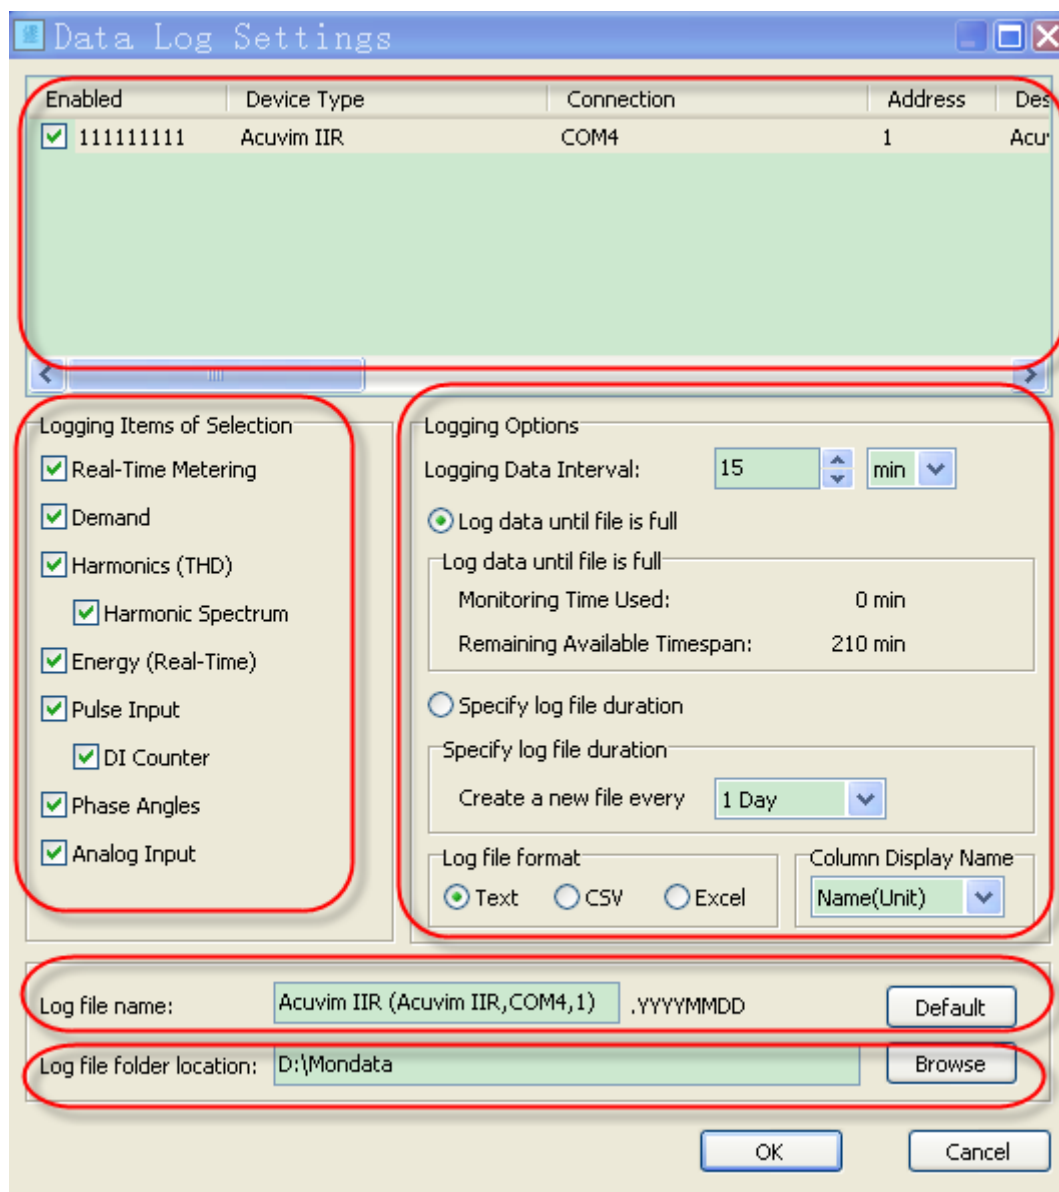 Data Log Settings
Enabled Device Type Connection Address Des
111111111 Acuvim IIR COM4 1 Acu
Logging Items of Selection
Real-Time Metering
Demand
Harmonics (THD)
Harmonic Spectrum
Energy (Real-Time)
Pulse Input
DI Counter
Phase Angles
Analog Input
Logging Options
Logging Data Interval: 15 min
Log data until file is full
Log data until file is full
Monitoring Time Used: 0 min
Remaining Available Timespan: 210 min
Specify log file duration
Specify log file duration
Create a new file every 1 Day
Log file format Column Display Name
Text CSV Excel Name(Unit)
Log file name: Acuvim IIR (Acuvim IIR,COM4,1) .YYYYMMDD Default
Log file folder location: D:\Mondata Browse
OK Cancel